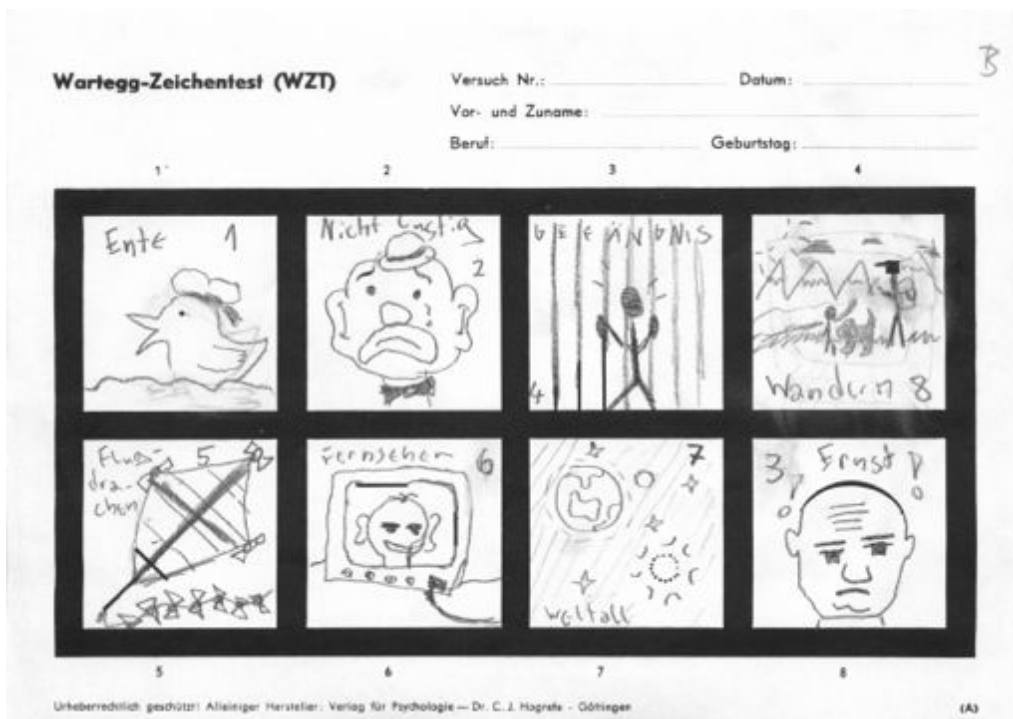 B
Wartegg-Zeichentest (WZT)
Versuch Nr.: Datum:
Vor- und Zuname:
Beruf: Geburtstag:
1 2 3 4
Ente 1
Nicht lustig
2
GEFÄNGNIS
4
Wandern 8
Flug-
dra-
chen
5
Fernsehen 6
7
Weltall
3 Ernst!
5 6 7 8
Urheberrechtlich geschützt! Alleiniger Hersteller: Verlag für Psychologie — Dr. C. J. Hogrefe - Göttingen (A)